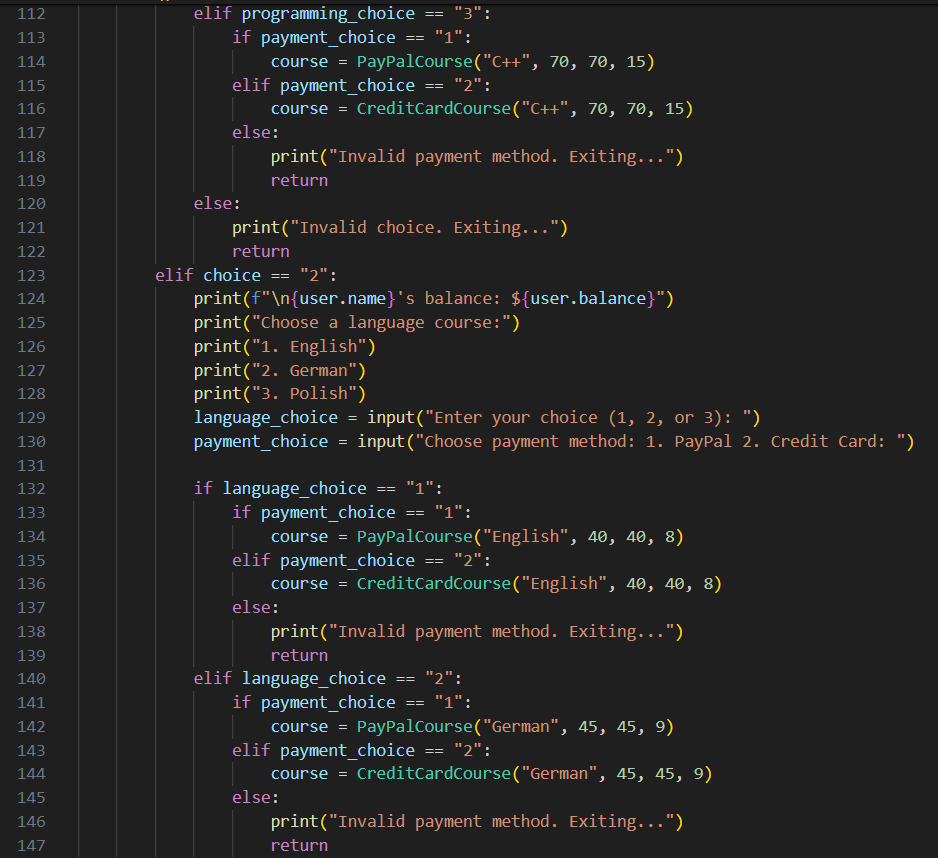 112 elif programming_choice == "3":
113 if payment_choice == "1":
114 course = PayPalCourse("C++", 70, 70, 15)
115 elif payment_choice == "2":
116 course = CreditCardCourse("C++", 70, 70, 15)
117 else:
118 print("Invalid payment method. Exiting...")
119 return
120 else:
121 print("Invalid choice. Exiting...")
122 return
123 elif choice == "2":
124 print(f"\n{user.name}'s balance: ${user.balance}")
125 print("Choose a language course:")
126 print("1. English")
127 print("2. German")
128 print("3. Polish")
129 language_choice = input("Enter your choice (1, 2, or 3): ")
130 payment_choice = input("Choose payment method: 1. PayPal 2. Credit Card: ")
131
132 if language_choice == "1":
133 if payment_choice == "1":
134 course = PayPalCourse("English", 40, 40, 8)
135 elif payment_choice == "2":
136 course = CreditCardCourse("English", 40, 40, 8)
137 else:
138 print("Invalid payment method. Exiting...")
139 return
140 elif language_choice == "2":
141 if payment_choice == "1":
142 course = PayPalCourse("German", 45, 45, 9)
143 elif payment_choice == "2":
144 course = CreditCardCourse("German", 45, 45, 9)
145 else:
146 print("Invalid payment method. Exiting...")
147 return